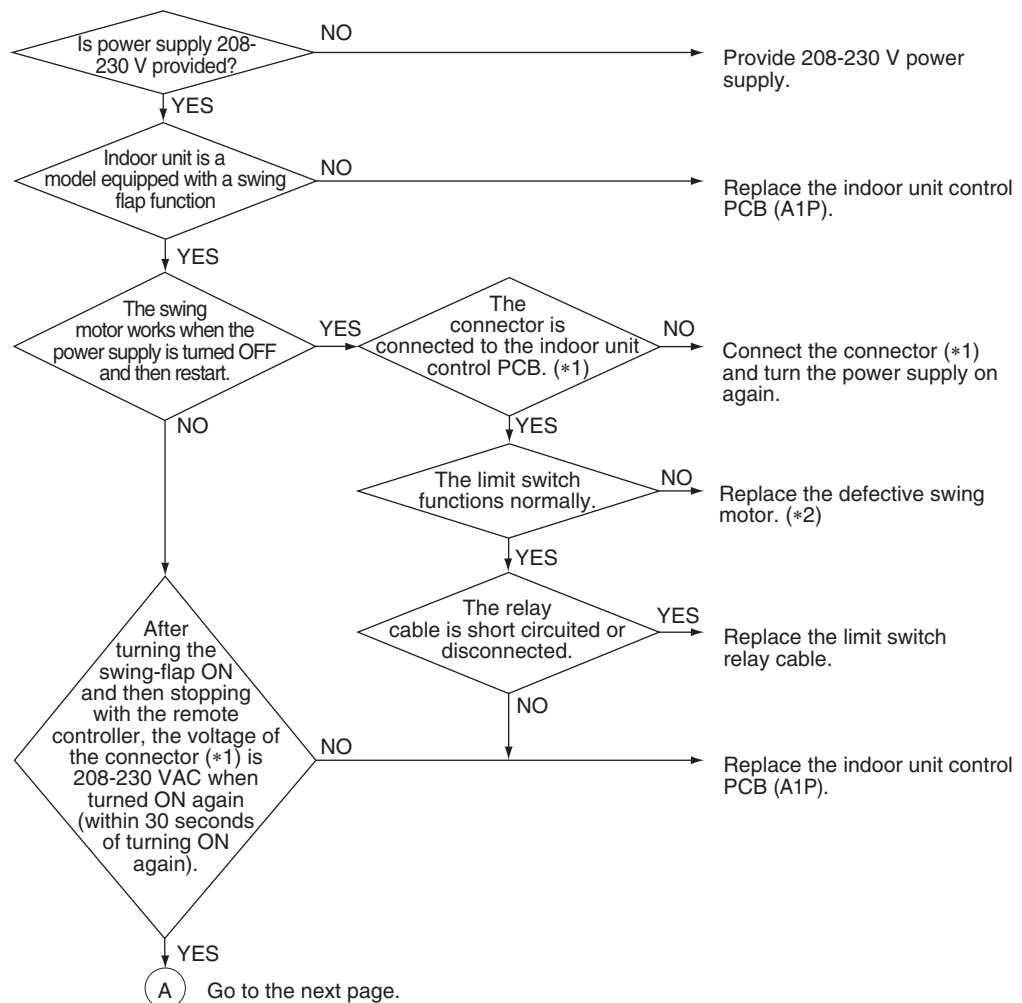 Is power supply 208-
230 V provided?
NO
Provide 208-230 V power
supply.
YES
Indoor unit is a
model equipped with a swing
flap function
NO
Replace the indoor unit control
PCB (A1P).
YES
The swing
motor works when the
power supply is turned OFF
and then restart.
YES
The
connector is
connected to the indoor unit
control PCB. (*1)
NO
Connect the connector (*1)
and turn the power supply on
again.
NO
YES
The limit switch
functions normally.
NO
Replace the defective swing
motor. (*2)
YES
The relay
cable is short circuited or
disconnected.
YES
Replace the limit switch
relay cable.
NO
After
turning the
swing-flap ON
and then stopping
with the remote
controller, the voltage of
the connector (*1) is
208-230 VAC when
turned ON again
(within 30 seconds
of turning ON
again).
NO
Replace the indoor unit control
PCB (A1P).
YES
A
Go to the next page.